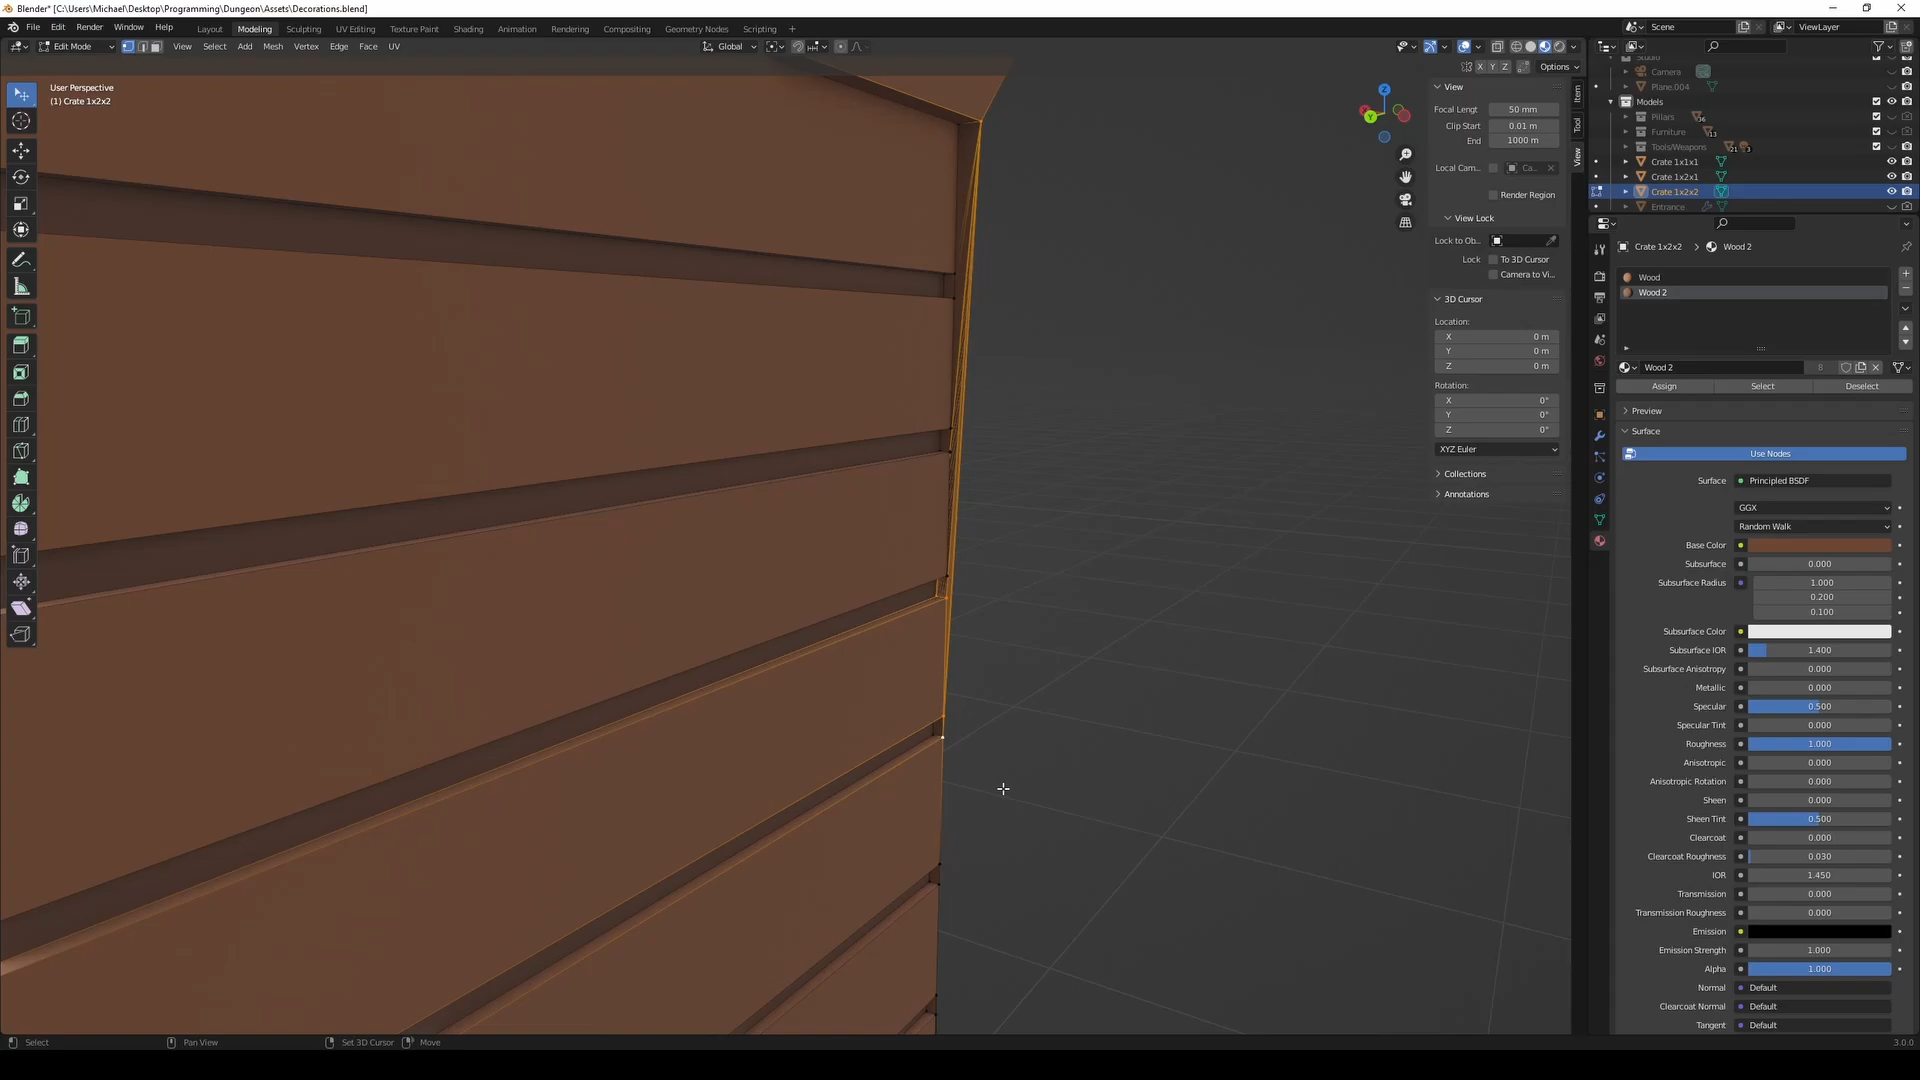 Blender* [C:\Users\Michael\Desktop\Programming\Dungeon\Assets\Decorations.blend]
File Edit Render Window Help
Layout Modeling Sculpting UV Editing Texture Paint Shading Animation Rendering Compositing Geometry Nodes Scripting +
Scene
ViewLayer
Edit Mode View Select Add Mesh Vertex Edge Face UV
Global
X Y Z
Options
User Perspective
(1) Crate 1x2x2
Z
Y
View
Focal Lengt 50 mm
Clip Start 0.01 m
End 1000 m
Local Cam... Ca...
Render Region
View Lock
Lock to Ob...
Lock To 3D Cursor
Camera to Vi...
3D Cursor
Location:
X 0 m
Y 0 m
Z 0 m
Rotation:
X 0°
Y 0°
Z 0°
XYZ Euler
Collections
Annotations
Item
Tool
View
Studio
Camera
Plane.004
Models
Pillars 36
Furniture 13
Tools/Weapons 21 3
Crate 1x1x1
Crate 1x2x1
Crate 1x2x2
Entrance
Crate 1x2x2 > Wood 2
Wood
Wood 2
Wood 2 8
Assign Select Deselect
Preview
Surface
Use Nodes
Surface Principled BSDF
GGX
Random Walk
Base Color
Subsurface 0.000
Subsurface Radius 1.000
0.200
0.100
Subsurface Color
Subsurface IOR 1.400
Subsurface Anisotropy 0.000
Metallic 0.000
Specular 0.500
Specular Tint 0.000
Roughness 1.000
Anisotropic 0.000
Anisotropic Rotation 0.000
Sheen 0.000
Sheen Tint 0.500
Clearcoat 0.000
Clearcoat Roughness 0.030
IOR 1.450
Transmission 0.000
Transmission Roughness 0.000
Emission
Emission Strength 1.000
Alpha 1.000
Normal Default
Clearcoat Normal Default
Tangent Default
Select Pan View Set 3D Cursor Move
3.0.0